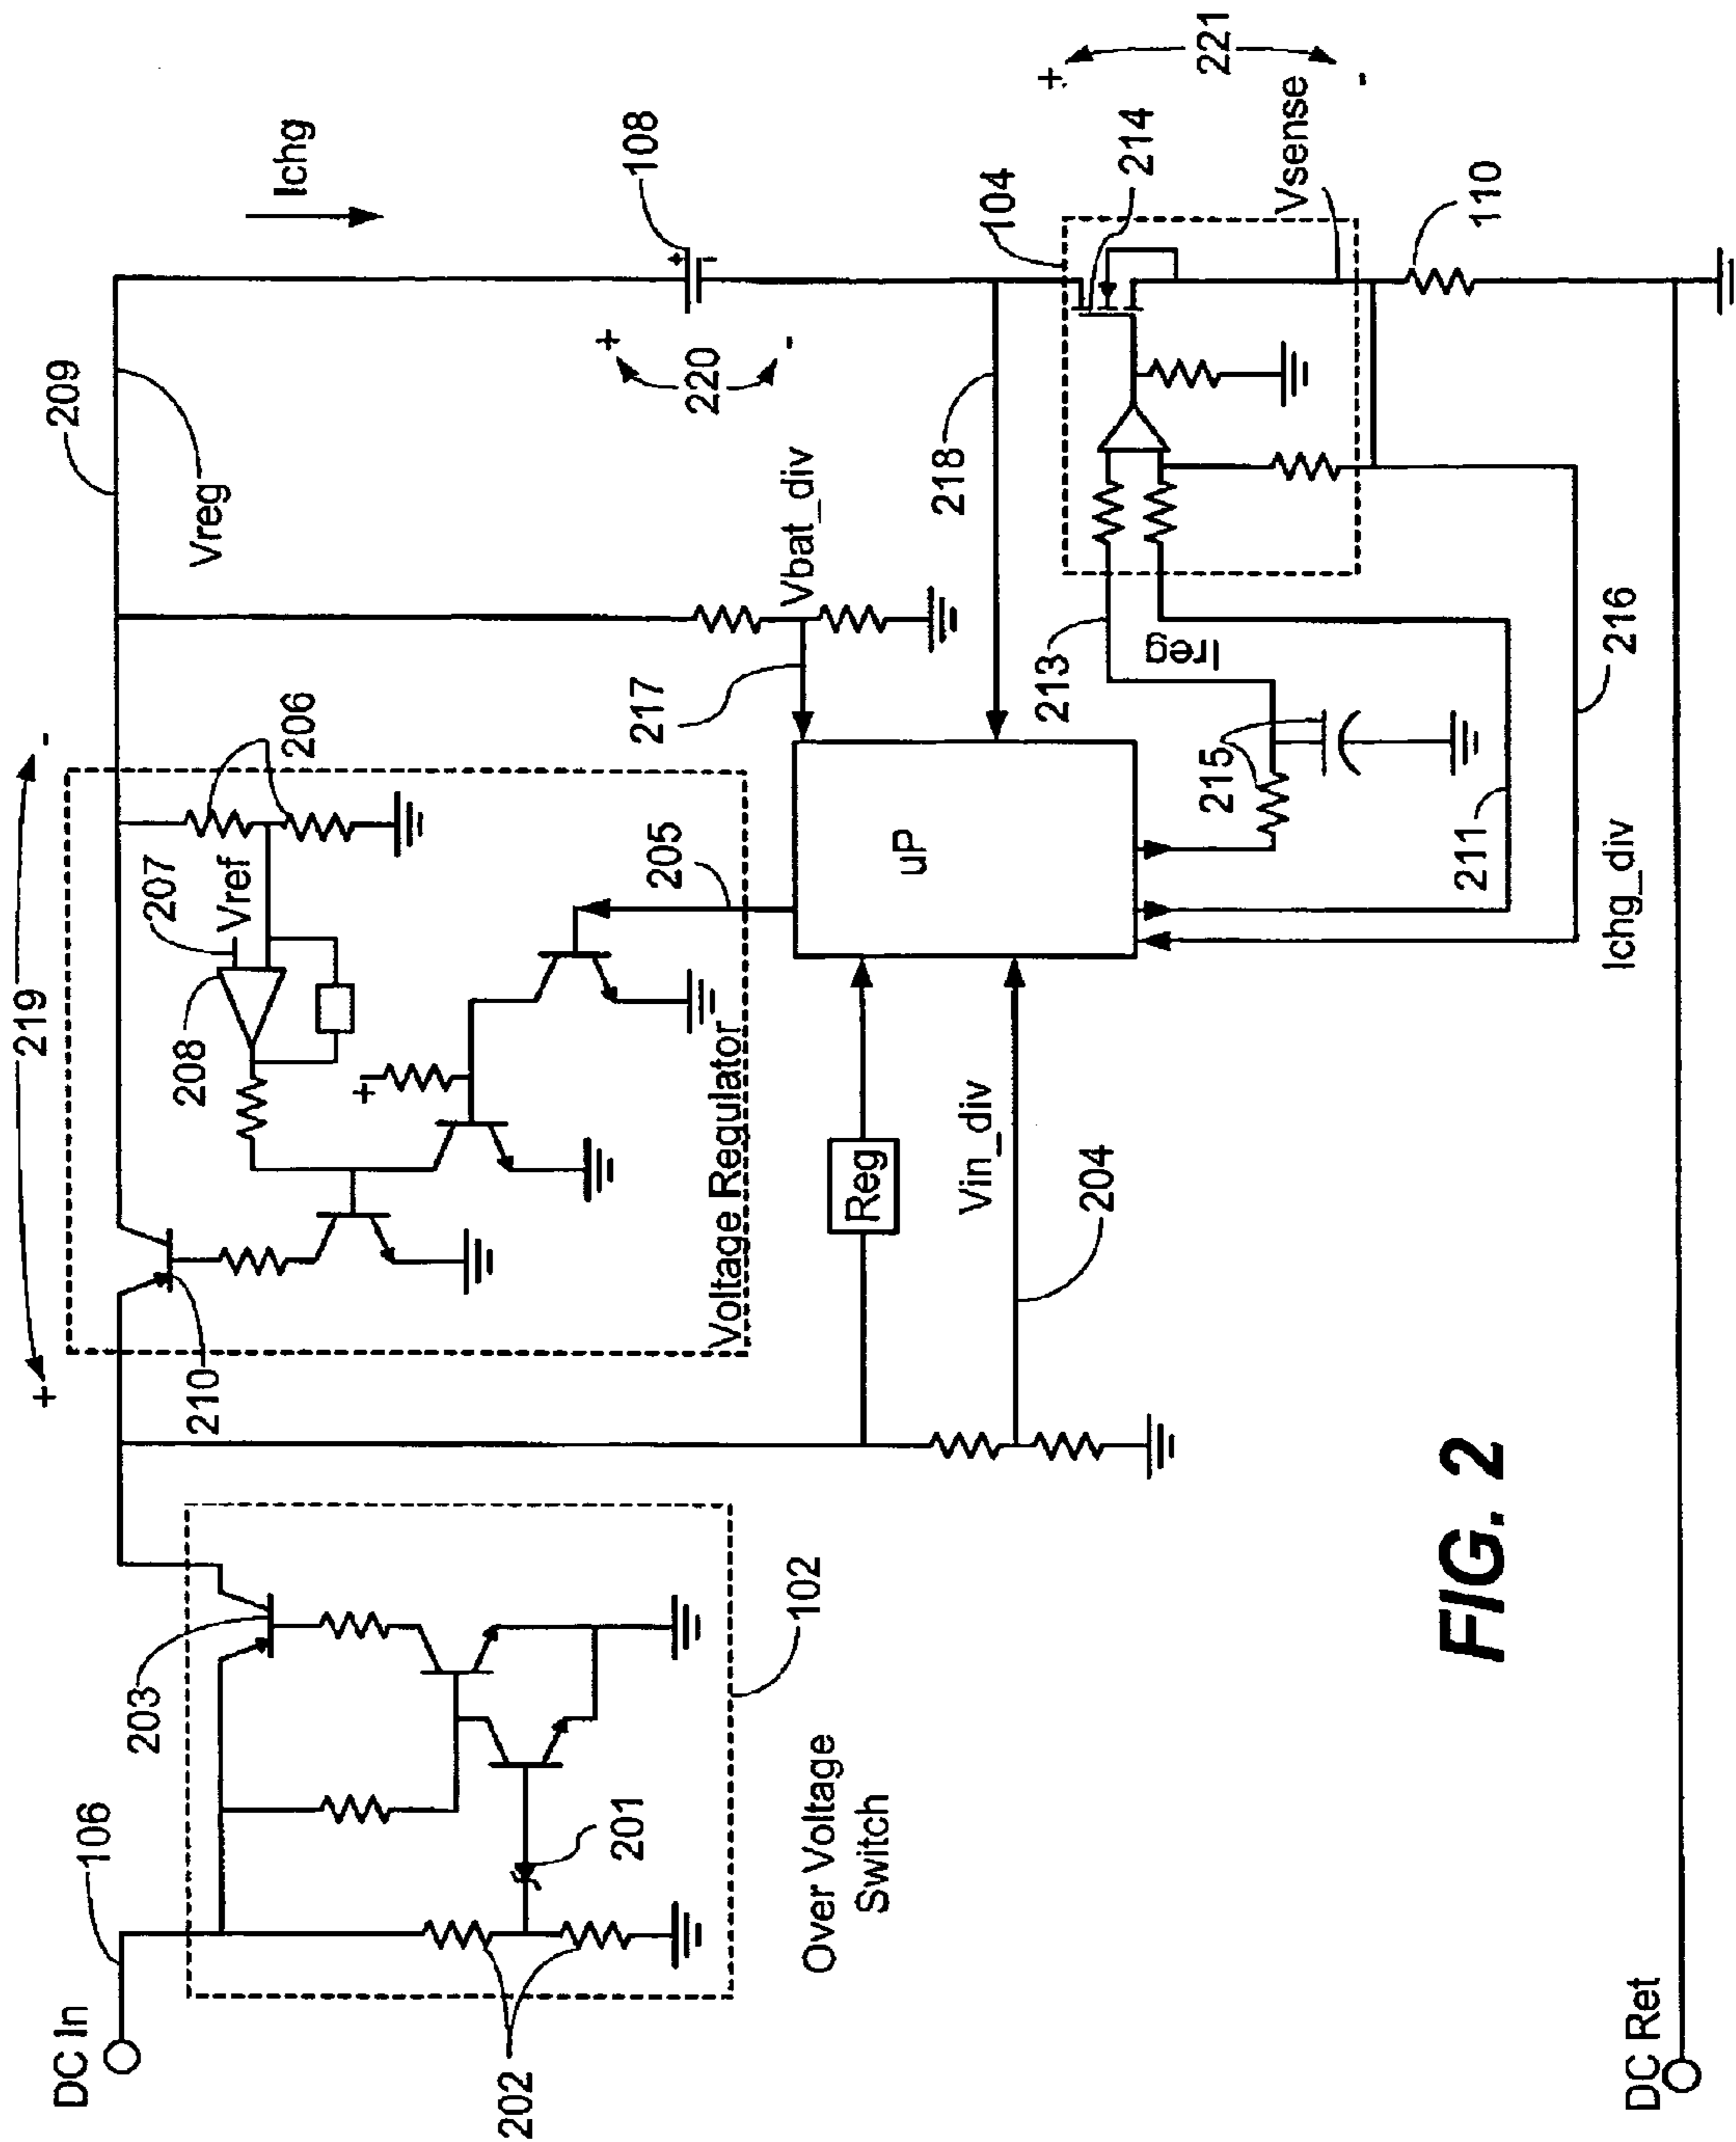 219
+
-
209
Vreg
Ichg
DC In
106
203
210
207
Vref
206
208
205
Voltage Regulator
+
+
220
-
108
+
-
217
Vbat_div
218
104
214
+
221
-
Vsense
110
201
202
102
Over Voltage
Switch
Reg
Vin_div
204
uP
213
Ireg
215
211
216
Ichg_div
DC Ret
FIG. 2